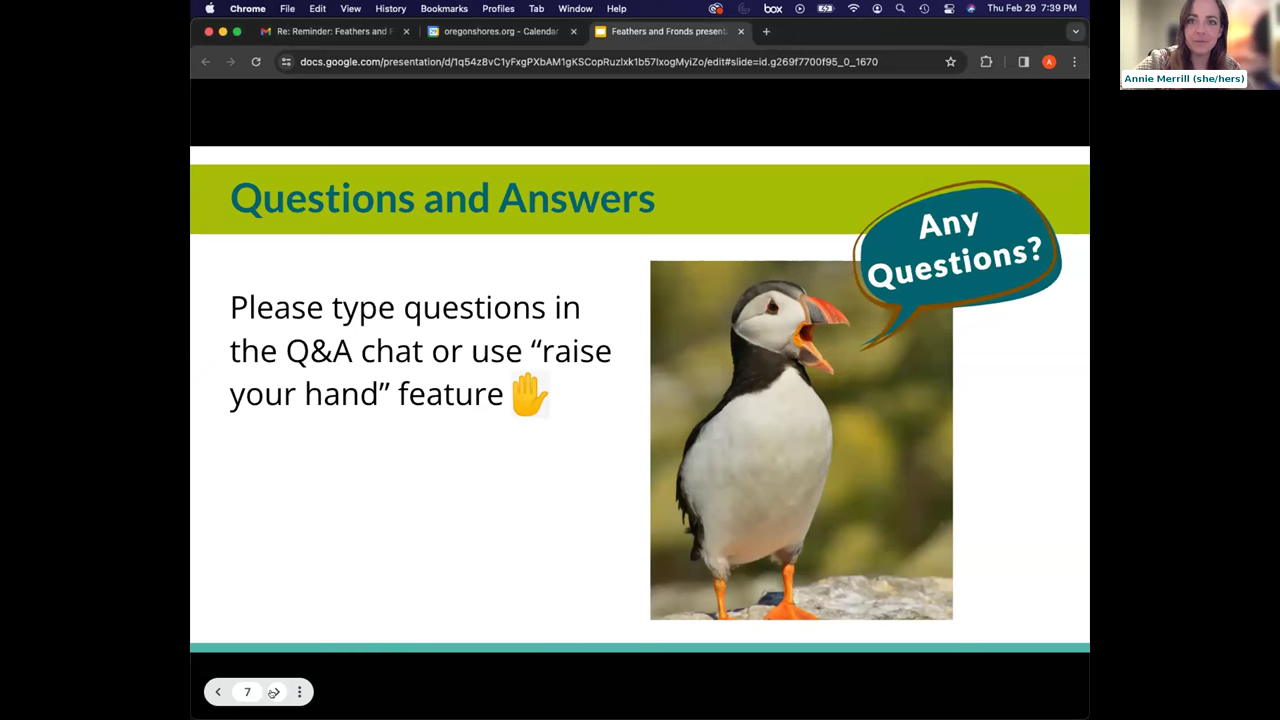 Chrome File Edit View History Bookmarks Profiles Tab Window Help box Thu Feb 29 7:39 PM
Re: Reminder: Feathers and F oregonshores.org - Calendar Feathers and Fronds present
docs.google.com/presentation/d/1q54z8vC1yFxgPXbAM1gKSCopRuzlxk1b57lxogMyiZo/edit#slide=id.g269f7700f95_0_1670
A
Annie Merrill (she/hers)
Questions and Answers
Any
Questions?
Please type questions in
the Q&A chat or use “raise
your hand” feature
7